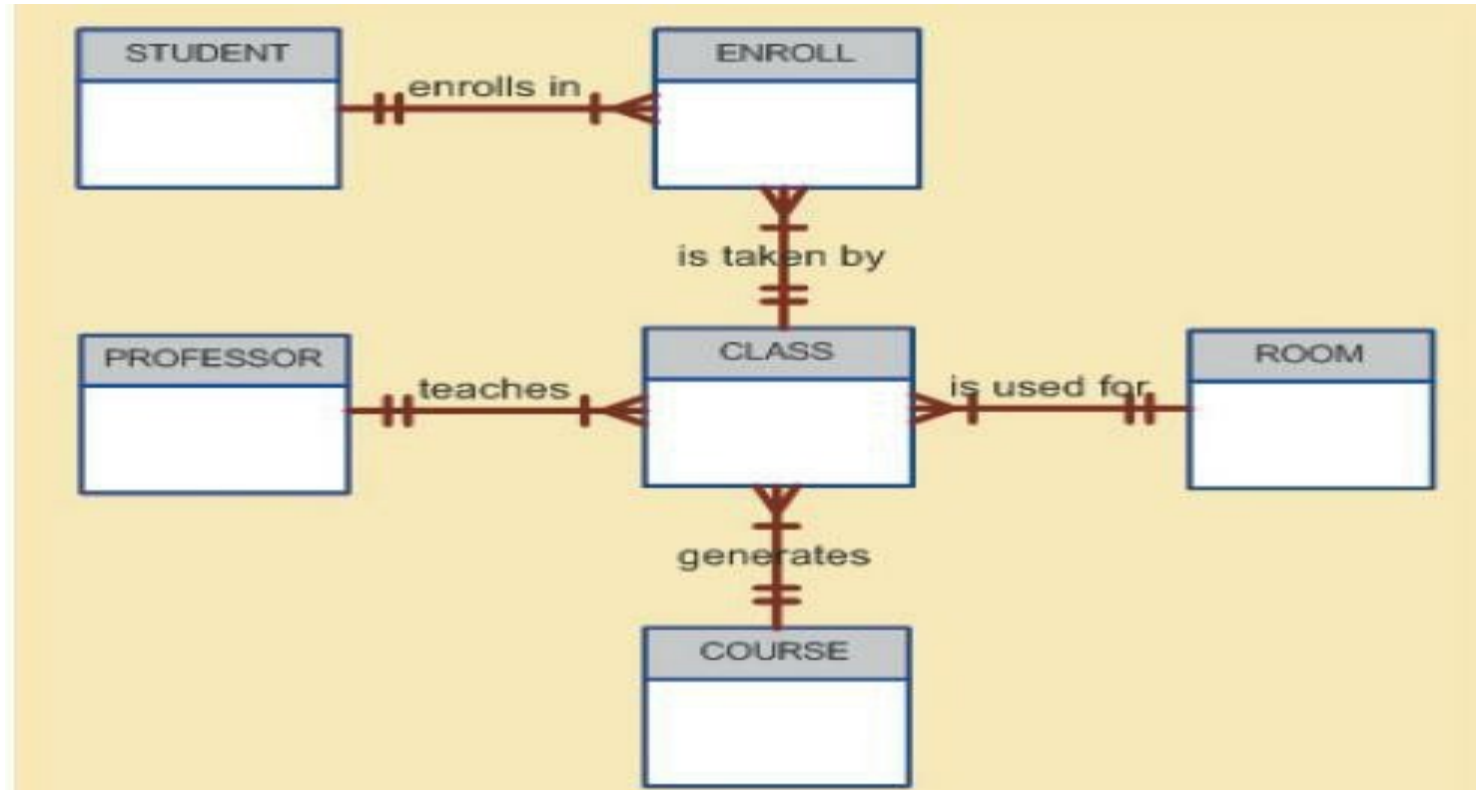 STUDENT
enrolls in
ENROLL
is taken by
PROFESSOR
teaches
CLASS
is used for
ROOM
generates
COURSE